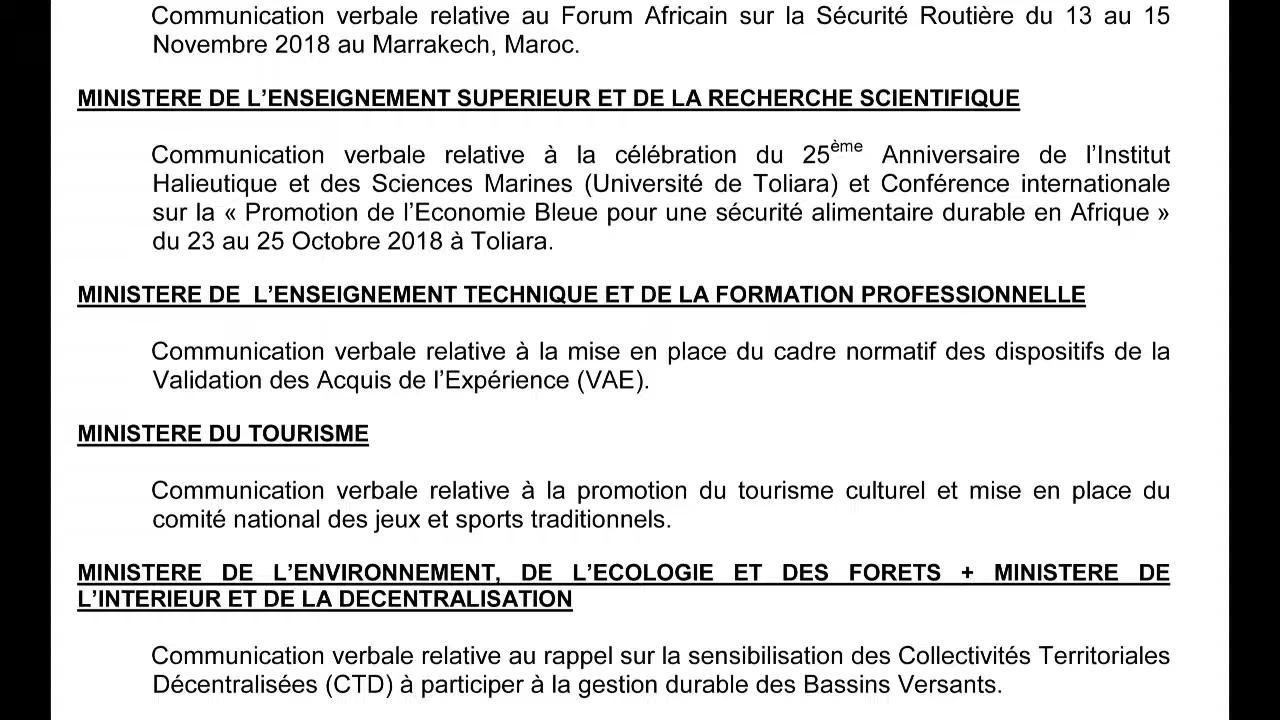 Communication verbale relative au Forum Africain sur la Sécurité Routière du 13 au 15
Novembre 2018 au Marrakech, Maroc.
MINISTERE DE L’ENSEIGNEMENT SUPERIEUR ET DE LA RECHERCHE SCIENTIFIQUE
Communication verbale relative à la célébration du 25ème Anniversaire de l’Institut
Halieutique et des Sciences Marines (Université de Toliara) et Conférence internationale
sur la « Promotion de l’Economie Bleue pour une sécurité alimentaire durable en Afrique »
du 23 au 25 Octobre 2018 à Toliara.
MINISTERE DE L’ENSEIGNEMENT TECHNIQUE ET DE LA FORMATION PROFESSIONNELLE
Communication verbale relative à la mise en place du cadre normatif des dispositifs de la
Validation des Acquis de l’Expérience (VAE).
MINISTERE DU TOURISME
Communication verbale relative à la promotion du tourisme culturel et mise en place du
comité national des jeux et sports traditionnels.
MINISTERE DE L’ENVIRONNEMENT, DE L’ECOLOGIE ET DES FORETS + MINISTERE DE
L’INTERIEUR ET DE LA DECENTRALISATION
Communication verbale relative au rappel sur la sensibilisation des Collectivités Territoriales
Décentralisées (CTD) à participer à la gestion durable des Bassins Versants.